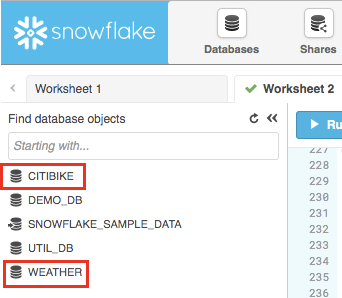 snowflake
Databases
Shares
Worksheet 1
Worksheet 2
Find database objects
Ru
Starting with...
227
228
229
230
231
232
233
234
235
236
CITIBIKE
DEMO_DB
SNOWFLAKE_SAMPLE_DATA
UTIL_DB
WEATHER